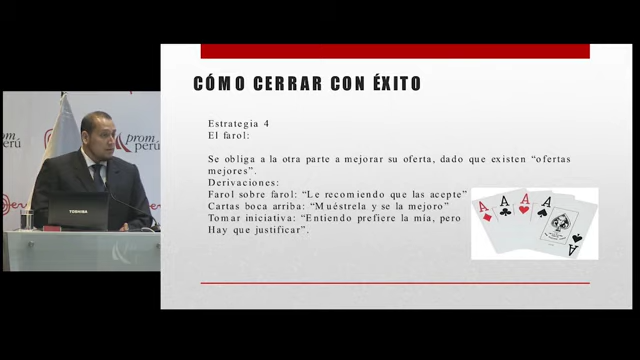 CÓMO CERRAR CON ÉXITO
Estrategia 4
El farol:
Se obliga a la otra parte a mejorar su oferta, dado que existen “ofertas
mejores”.
Derivaciones:
Farol sobre farol: “Le recomiendo que las acepte”
Cartas boca arriba: “Muéstrela y se la mejoro”
Tomar iniciativa: “Entiendo prefiere la mía, pero
Hay que justificar”.
A A A A
A
prom
perú
prom
perú
TOSHIBA